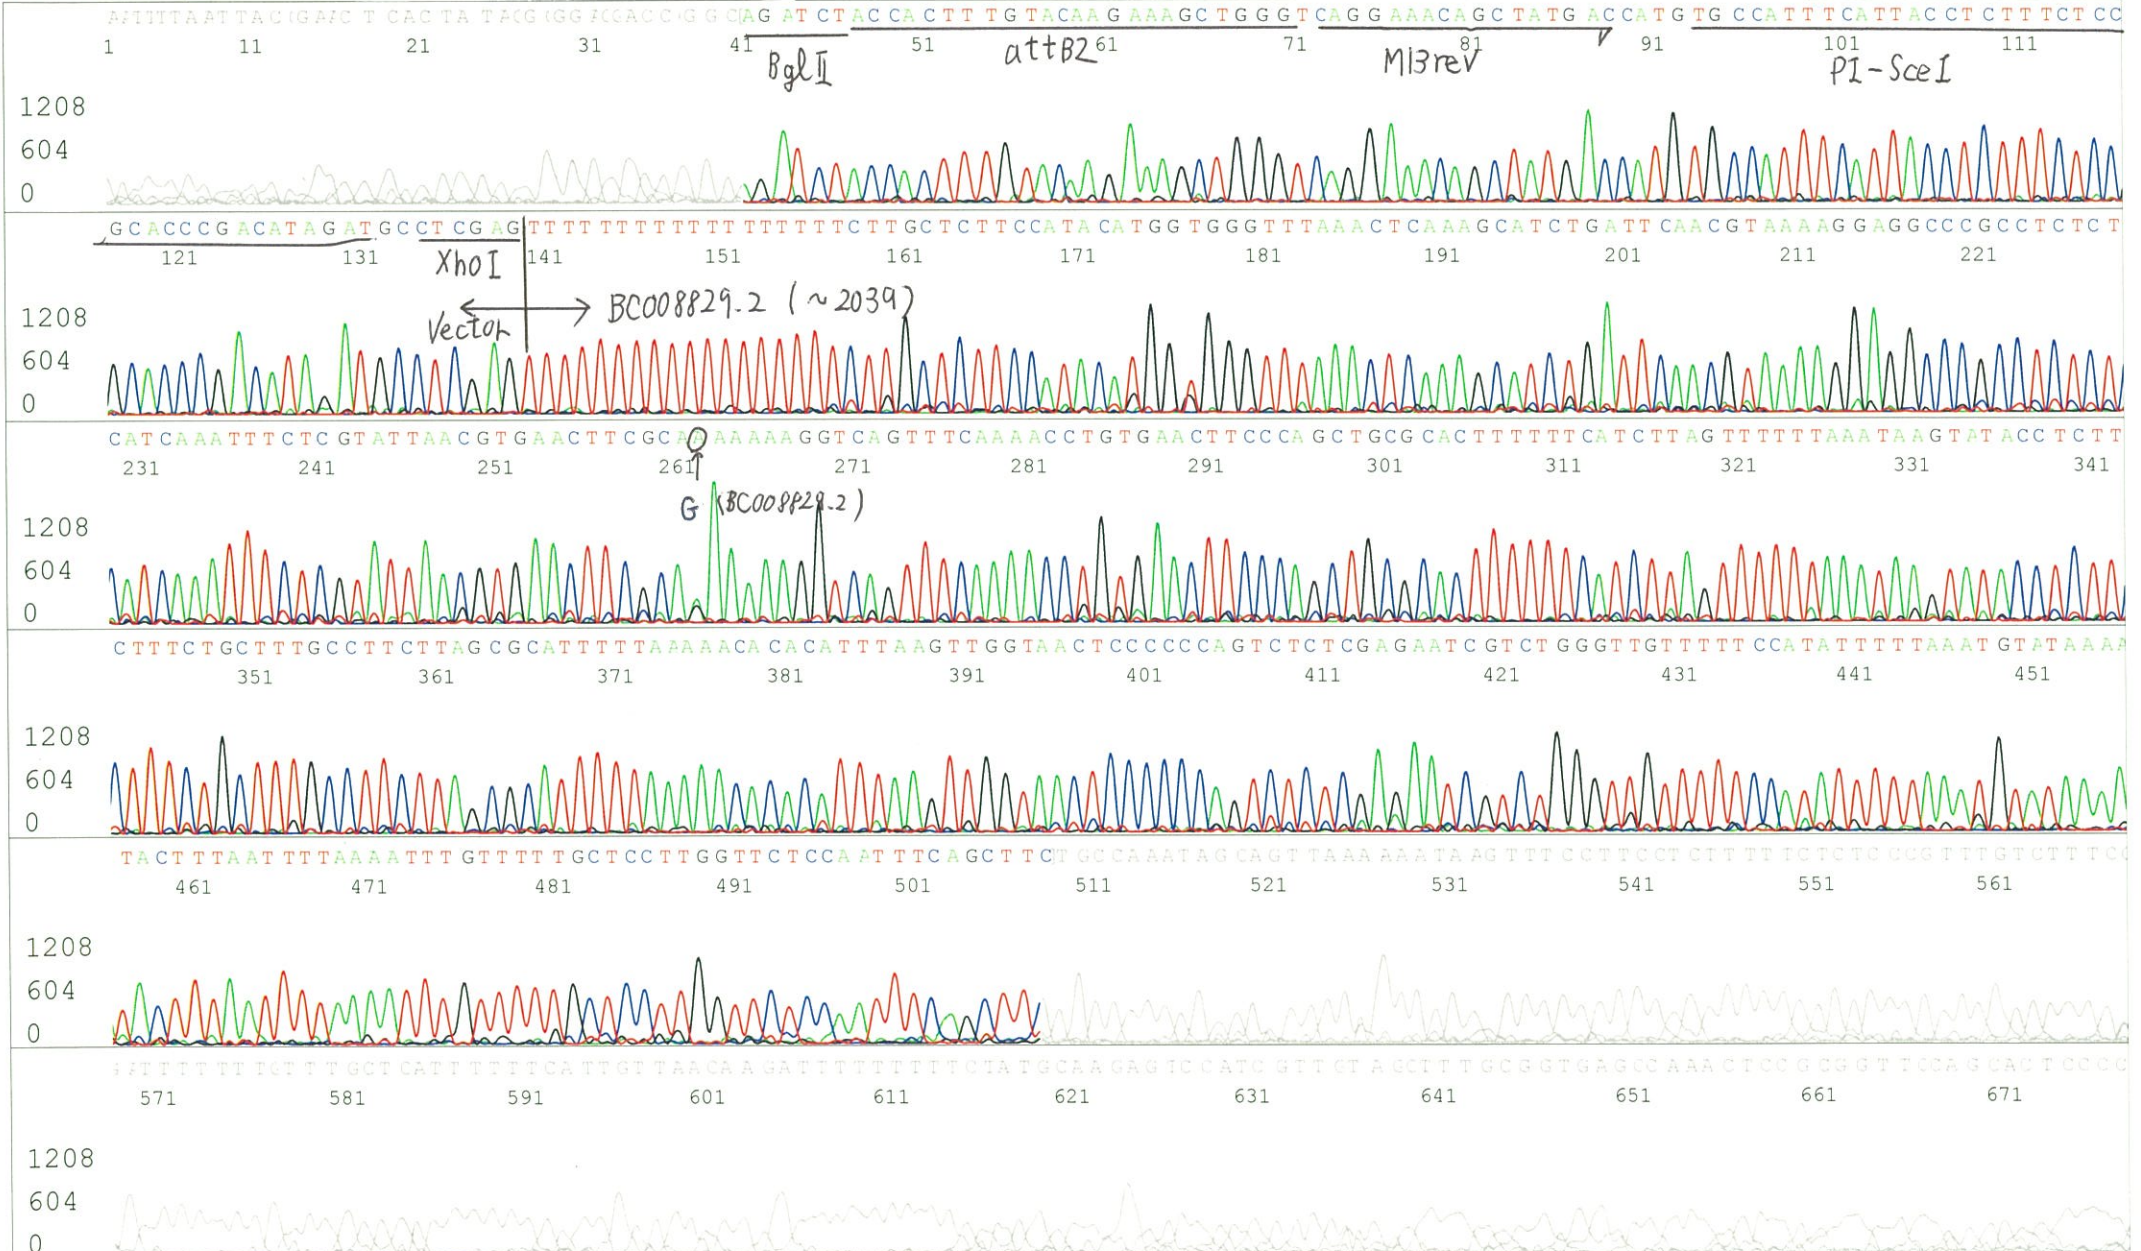 AGATCTACCACTTTGTACAAGAAAGCTGGGTCAGGAAACAGCTATGACCATGTGCCATTTCATTACCTCTTTCTCC
1 11 21 31 41 51 61 71 81 91 101 111
BglII attB2 M13rev PI-SceI
1208
604
0
GCACCCGACATAGATGCCTCGAGTTTTTTTTTTTTTTTTTTCTTGCTCTTCCATACATGGTGGGTTTAAACTCAAAGCATCTGATTCAACGTAAAAGGAGGCCCGCCTCTCT
121 131 141 151 161 171 181 191 201 211 221
XhoI
Vector BC008829.2 (~2039)
1208
604
0
CATCAAATTTCTCGTATTAACGTGAACTTCGCAAAAAAAGGTCAGTTTCAAAACCTGTGAACTTCCCAGCTGCGCACTTTTTTCATCTTAGTTTTTTAAATAAGTATACCTCTT
231 241 251 261 271 281 291 301 311 321 331 341
G (BC008829.2)
1208
604
0
CTTTCTGCTTTGCCTTCTTAGCGCATTTTTAAAAACACACATTTAAGTTGGTAACTCCCCCCAGTCTCTCGAGAATCGTCTGGGTTGTTTTTCCATATTTTTAAATGTATAAAA
351 361 371 381 391 401 411 421 431 441 451
1208
604
0
TACTTTAATTTTAAAATTTGTTTTTGCTCCTTGGTTCTCCAATTTCAGCTTC
461 471 481 491 501 511 521 531 541 551 561
1208
604
0
571 581 591 601 611 621 631 641 651 661 671
1208
604
0